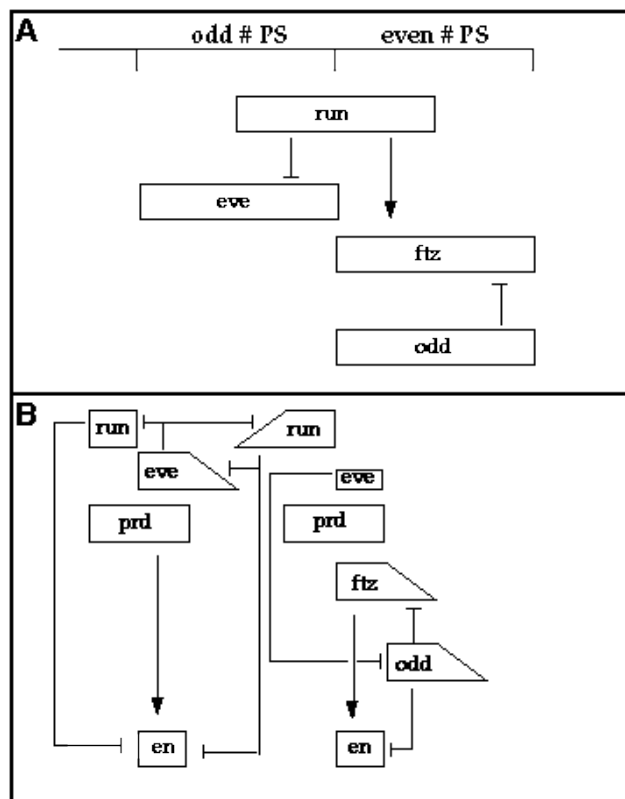 A
odd # PS even # PS
run
eve
ftz
odd
B
run run
eve
eve
prd prd
ftz
odd
en en